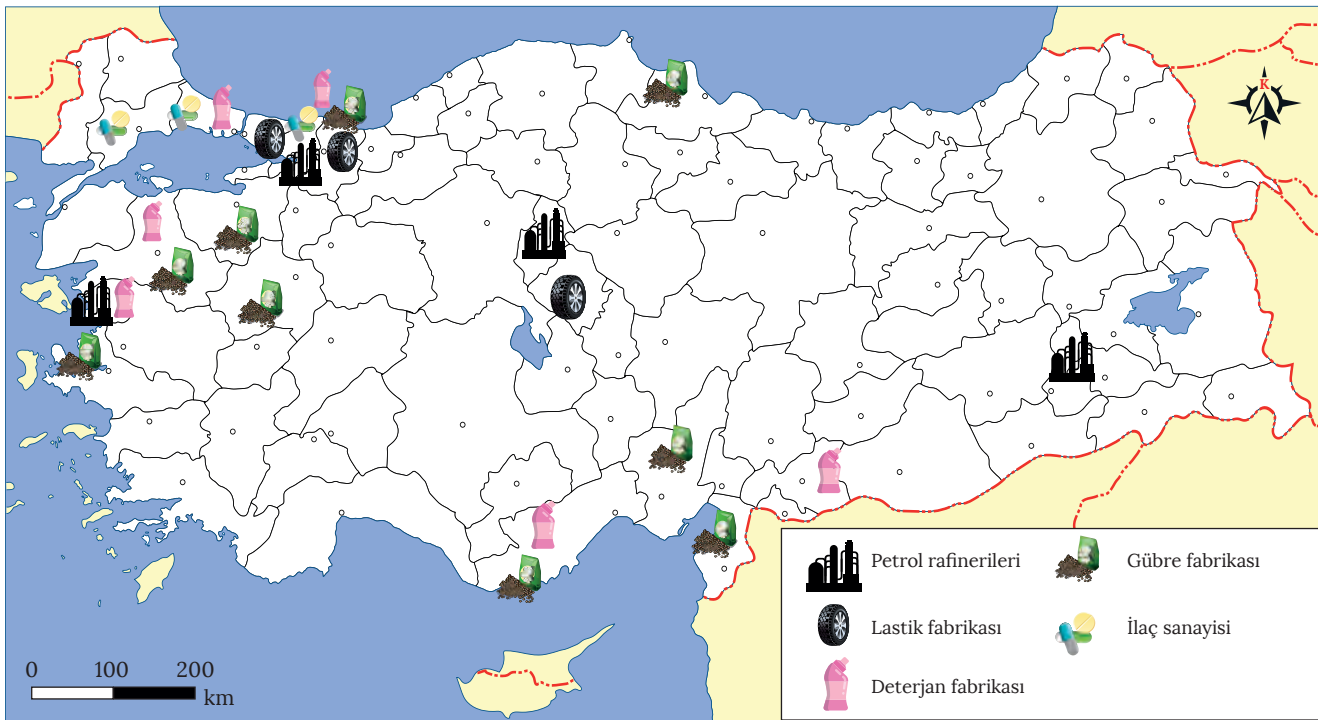 K
Petrol rafinerileri
Gübre fabrikası
Lastik fabrikası
İlaç sanayisi
Deterjan fabrikası
0 100 200
km